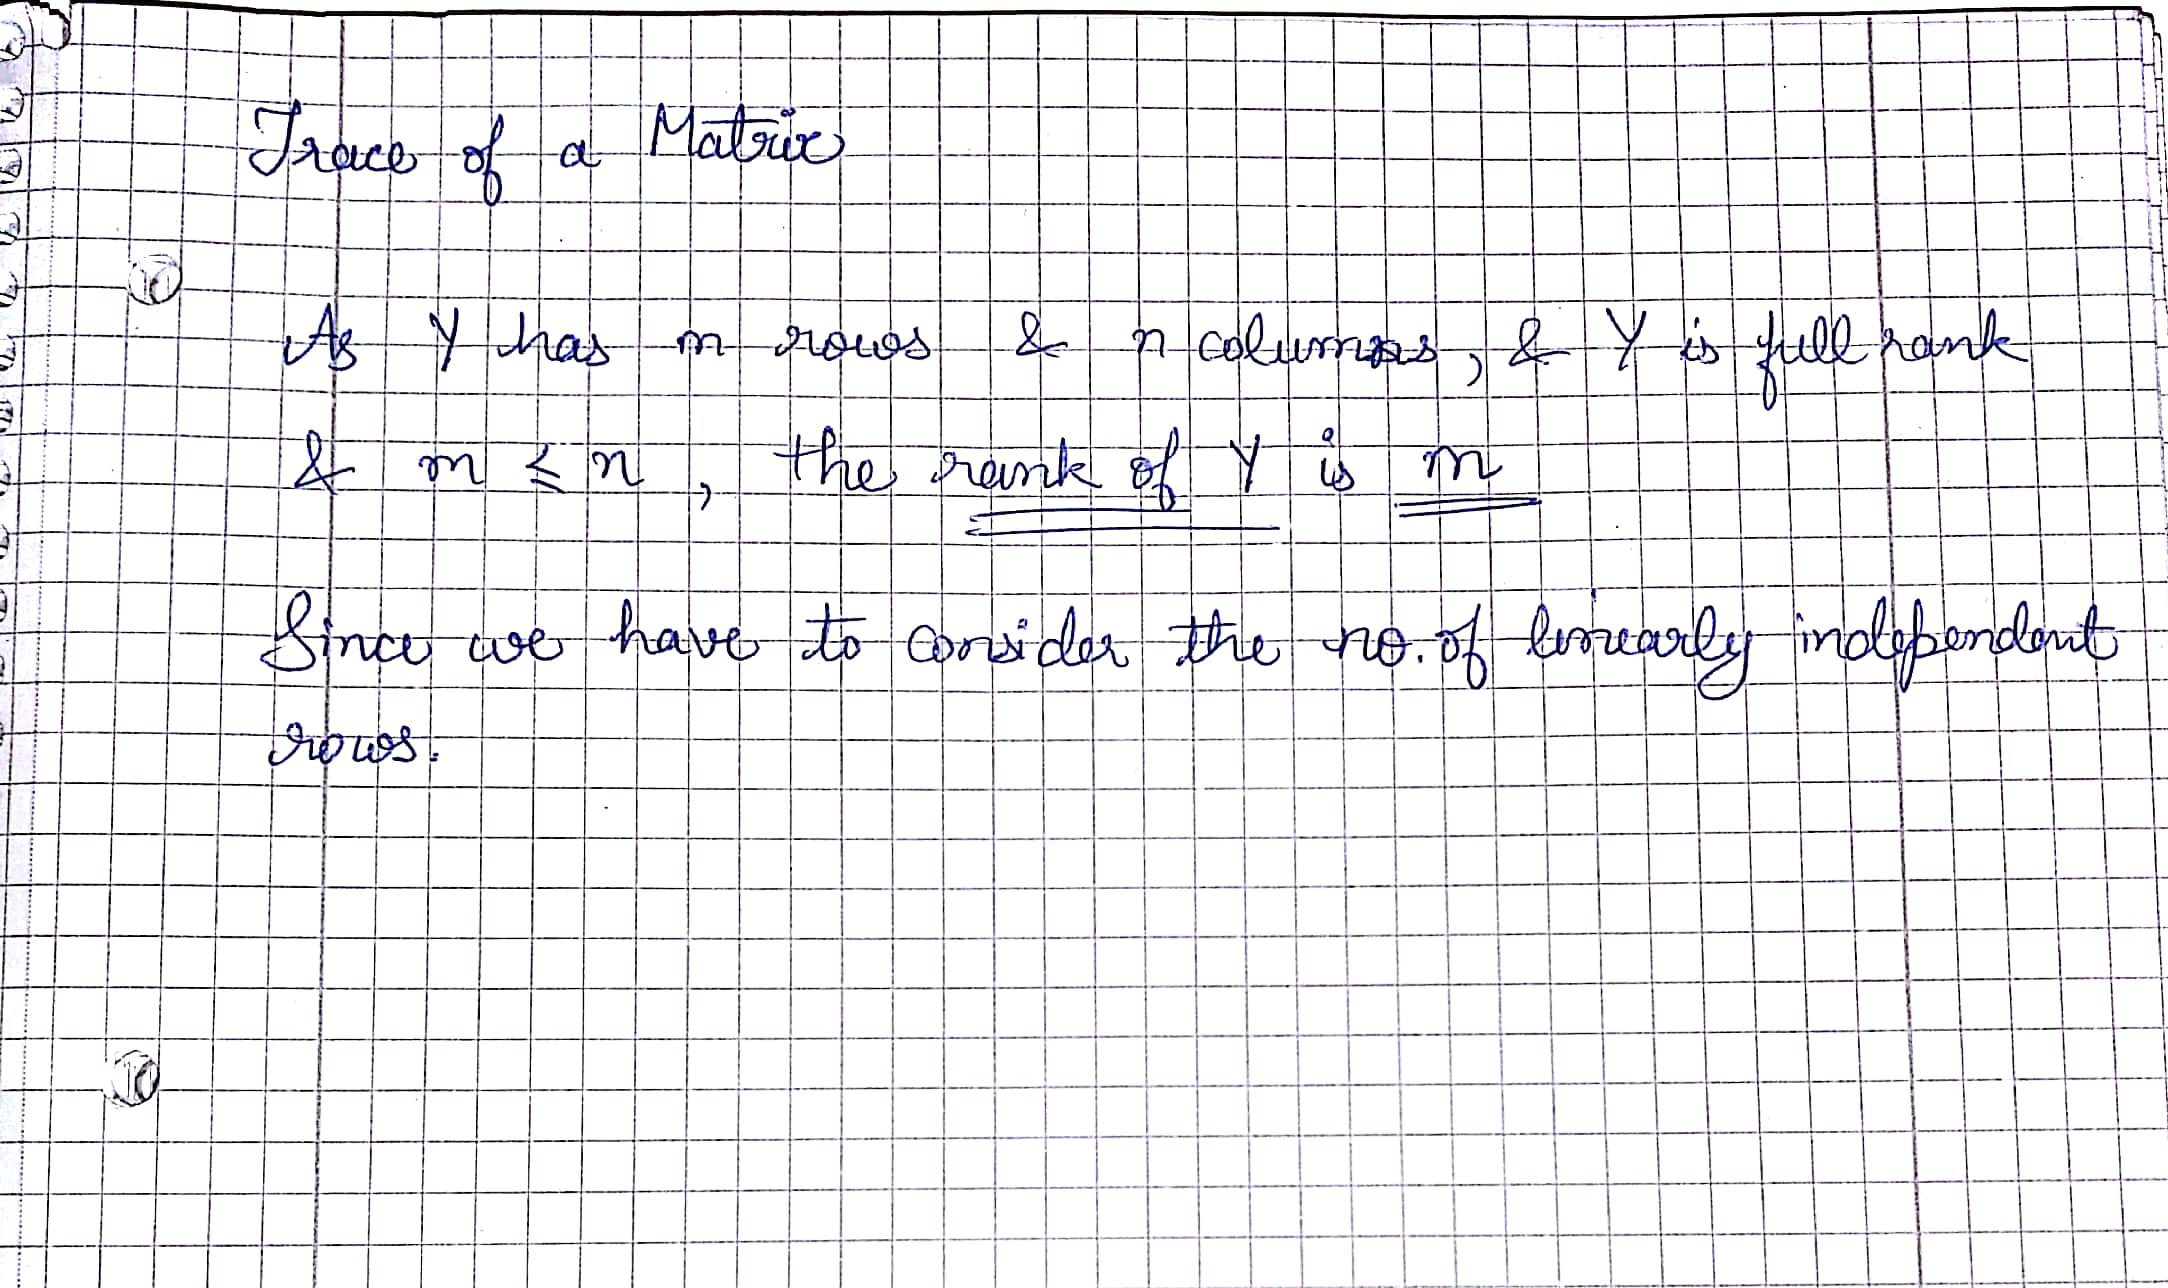 Trace of a Matrix
As Y has m rows & n columns, & Y is full rank
& m ≤ n, the rank of Y is m
Since we have to consider the no. of linearly independent
rows.